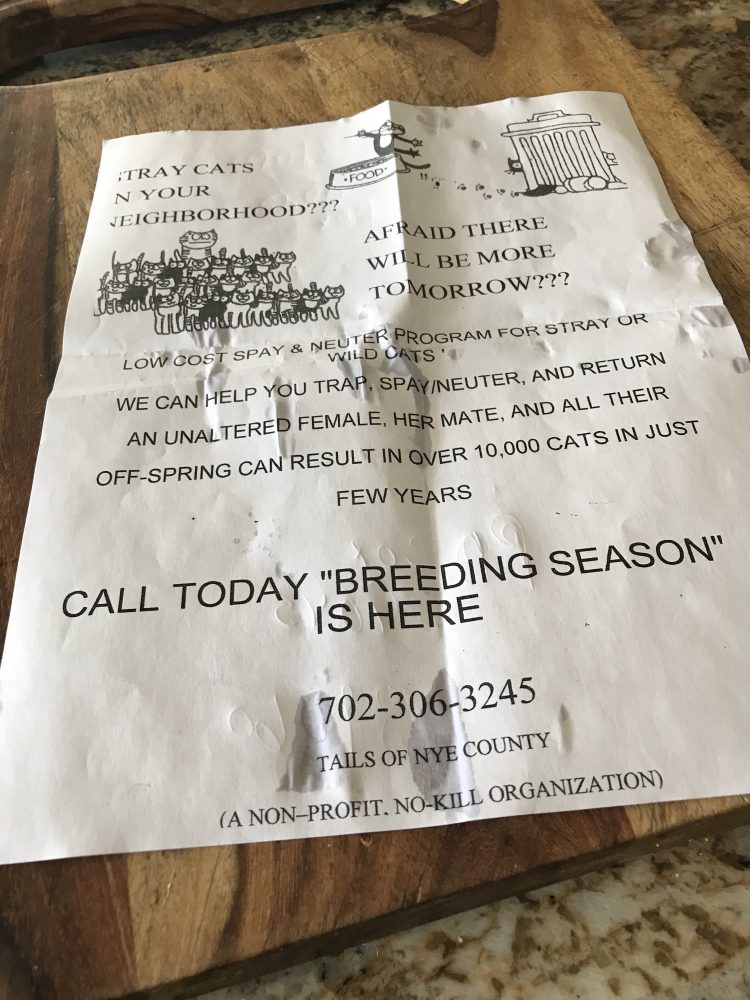 TRAY CATS
N YOUR
NEIGHBORHOOD???
•FOOD•
AFRAID THERE
WILL BE MORE
TOMORROW???
LOW COST SPAY & NEUTER PROGRAM FOR STRAY OR
WILD CATS '
WE CAN HELP YOU TRAP, SPAY/NEUTER, AND RETURN
AN UNALTERED FEMALE, HER MATE, AND ALL THEIR
OFF-SPRING CAN RESULT IN OVER 10,000 CATS IN JUST
FEW YEARS
CALL TODAY "BREEDING SEASON"
IS HERE
702-306-3245
TAILS OF NYE COUNTY
(A NON–PROFIT, NO-KILL ORGANIZATION)